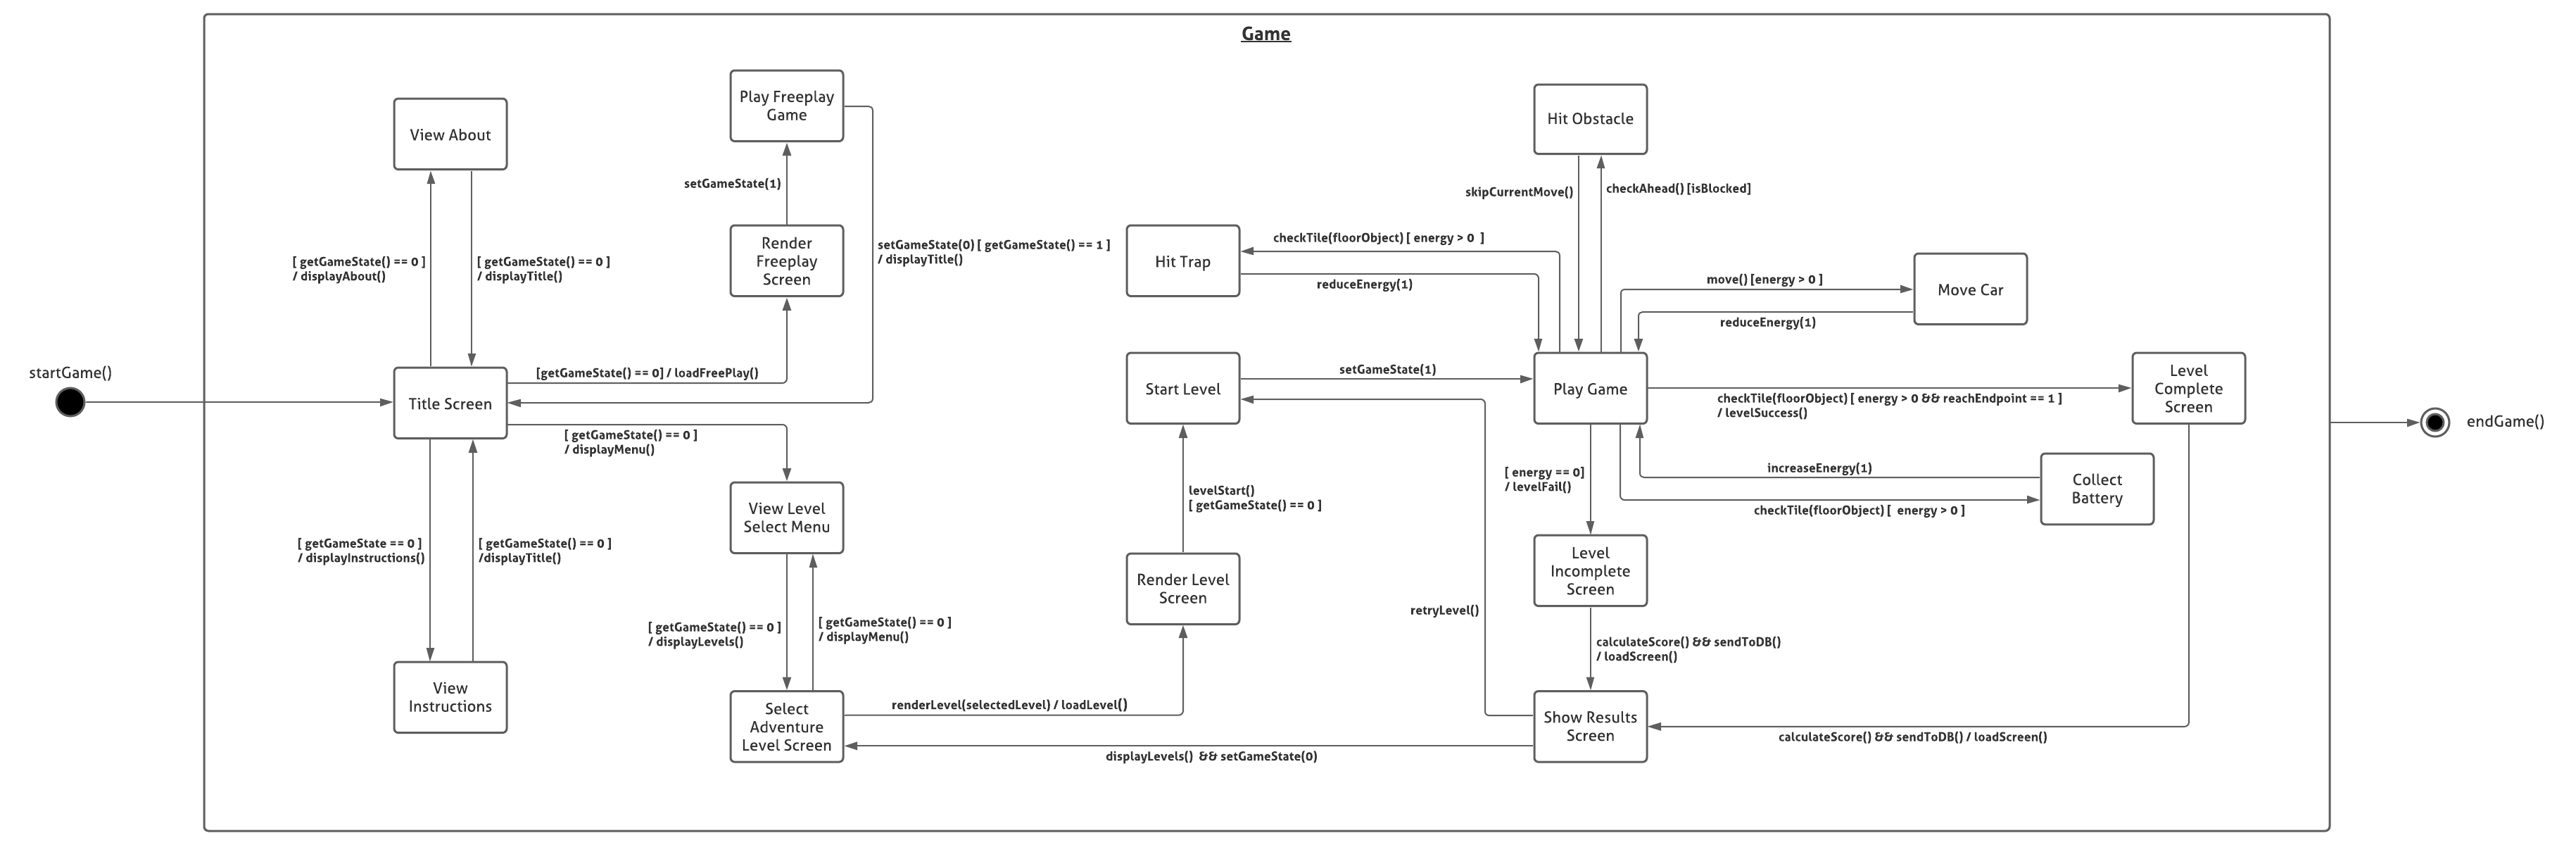 Game
Play Freeplay
Game
View About
Hit Obstacle
setGameState(1)
skipCurrentMove()
checkAhead() [isBlocked]
Render
Freeplay
Screen
setGameState(0) [ getGameState() == 1 ]
/ displayTitle()
[ getGameState() == 0 ]
/ displayAbout()
[ getGameState() == 0 ]
/ displayTitle()
Hit Trap
checkTile(floorObject) [ energy > 0  ]
reduceEnergy(1)
move() [energy > 0 ]
Move Car
reduceEnergy(1)
startGame()
Title Screen
[getGameState() == 0] / loadFreePlay()
[ getGameState() == 0 ]
/ displayMenu()
Start Level
setGameState(1)
Play Game
checkTile(floorObject) [ energy > 0 && reachEndpoint == 1 ]
/ levelSuccess()
Level
Complete
Screen
endGame()
View Level
Select Menu
levelStart()
[ getGameState() == 0 ]
[ energy == 0]
/ levelFail()
increaseEnergy(1)
Collect
Battery
checkTile(floorObject) [  energy > 0 ]
[ getGameState == 0 ]
/ displayInstructions()
[ getGameState() == 0 ]
/displayTitle()
Render Level
Screen
Level
Incomplete
Screen
retryLevel()
[ getGameState() == 0 ]
/ displayLevels()
[ getGameState() == 0 ]
/ displayMenu()
calculateScore() && sendToDB()
/ loadScreen()
View
Instructions
Select
Adventure
Level Screen
renderLevel(selectedLevel) / loadLevel()
Show Results
Screen
calculateScore() && sendToDB() / loadScreen()
displayLevels()  && setGameState(0)